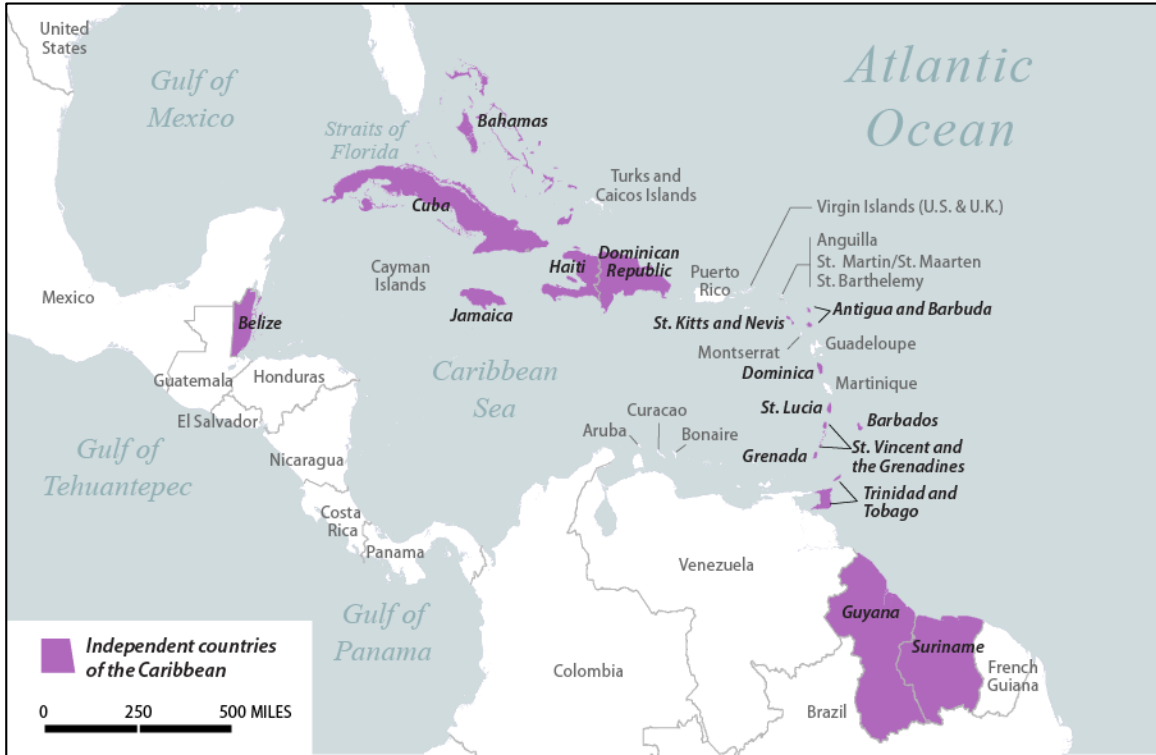 United
States
Gulf of
Mexico
Atlantic
Ocean
Bahamas
Straits of
Florida
Turks and
Caicos Islands
Cuba
Virgin Islands (U.S. & U.K.)
Anguilla
St. Martin/St. Maarten
St. Barthelemy
Dominican
Republic
Haiti
Puerto
Rico
Cayman
Islands
Mexico
Jamaica
Belize
St. Kitts and Nevis
Antigua and Barbuda
Montserrat
Guadeloupe
Guatemala
Honduras
Caribbean
Sea
Dominica
Martinique
El Salvador
St. Lucia
Barbados
Curacao
Aruba
Bonaire
Grenada
St. Vincent and
the Grenadines
Gulf of
Tehuantepec
Nicaragua
Trinidad and
Tobago
Costa
Rica
Panama
Venezuela
Gulf of
Panama
Guyana
Suriname
French
Guiana
Colombia
Brazil
Independent countries
of the Caribbean
0 250 500 MILES